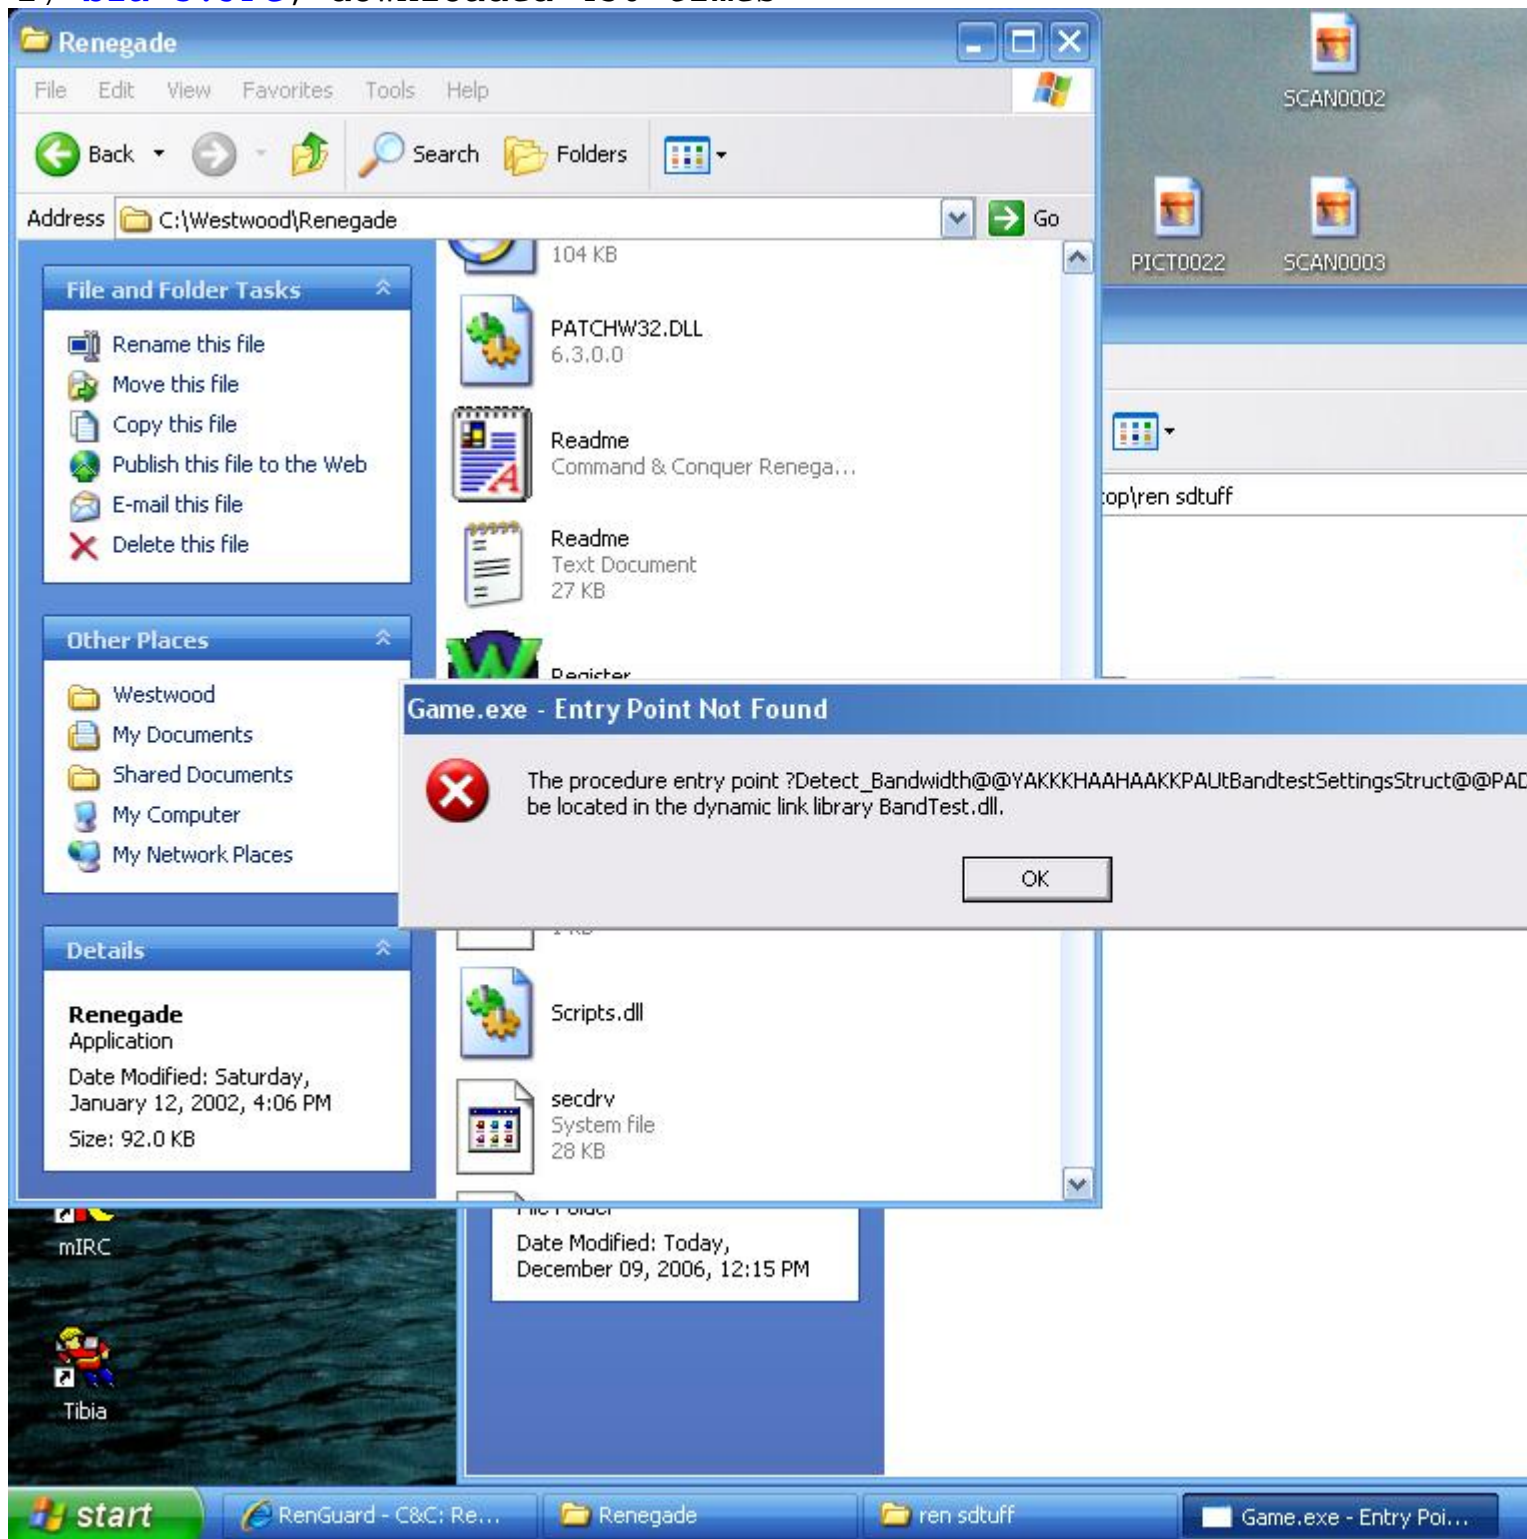 Renegade
File Edit View Favorites Tools Help
Back Search Folders
Address C:\Westwood\Renegade Go
File and Folder Tasks
Rename this file
Move this file
Copy this file
Publish this file to the Web
E-mail this file
Delete this file
Other Places
Westwood
My Documents
Shared Documents
My Computer
My Network Places
Details
Renegade
Application
Date Modified: Saturday,
January 12, 2002, 4:06 PM
Size: 92.0 KB
104 KB
PATCHW32.DLL
6.3.0.0
Readme
Command & Conquer Renega...
Readme
Text Document
27 KB
Register
Scripts.dll
secdrv
System file
28 KB
SCAN0002
PICT0022
SCAN0003
top\ren sdtuff
Game.exe - Entry Point Not Found
The procedure entry point ?Detect_Bandwidth@@YAKKKHAAHAAKKPAUtBandtestSettingsStruct@@PAD
be located in the dynamic link library BandTest.dll.
OK
File Folder
Date Modified: Today,
December 09, 2006, 12:15 PM
mIRC
Tibia
start
RenGuard - C&C: Re...
Renegade
ren sdtuff
Game.exe - Entry Poi...